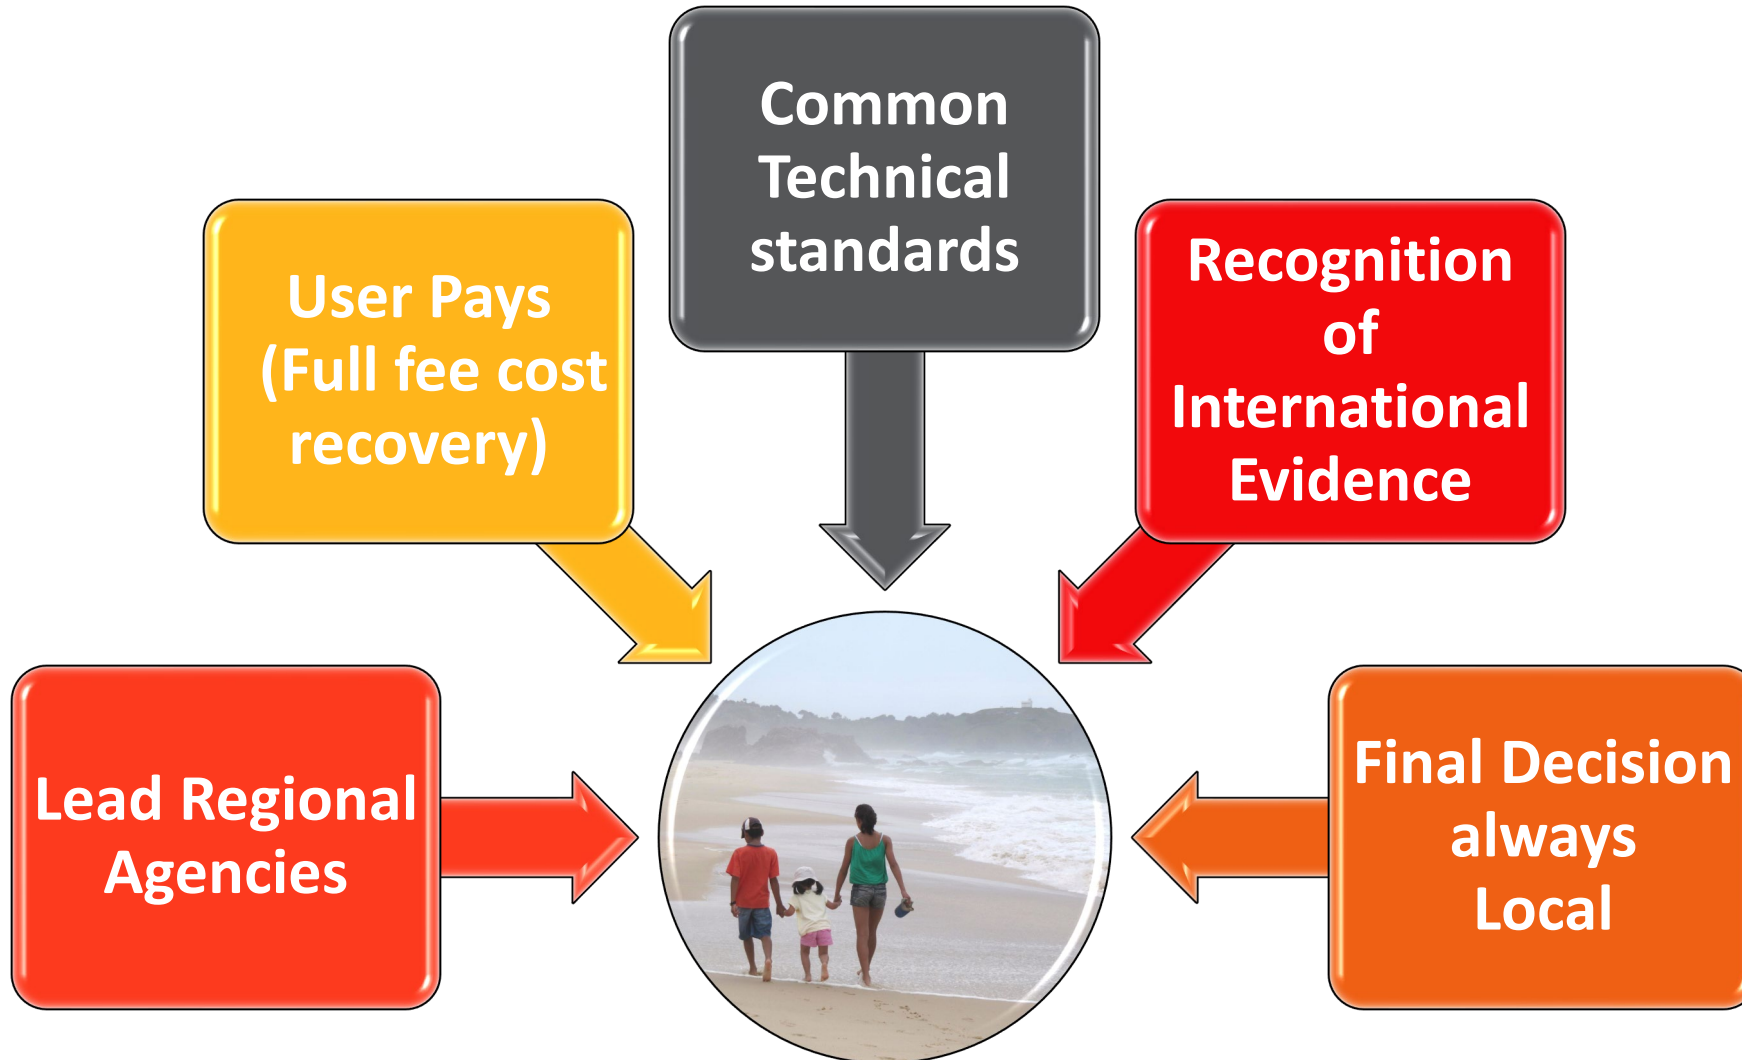 Common
Technical
standards
User Pays
(Full fee cost
recovery)
Recognition
of
International
Evidence
Lead Regional
Agencies
Final Decision
always
Local